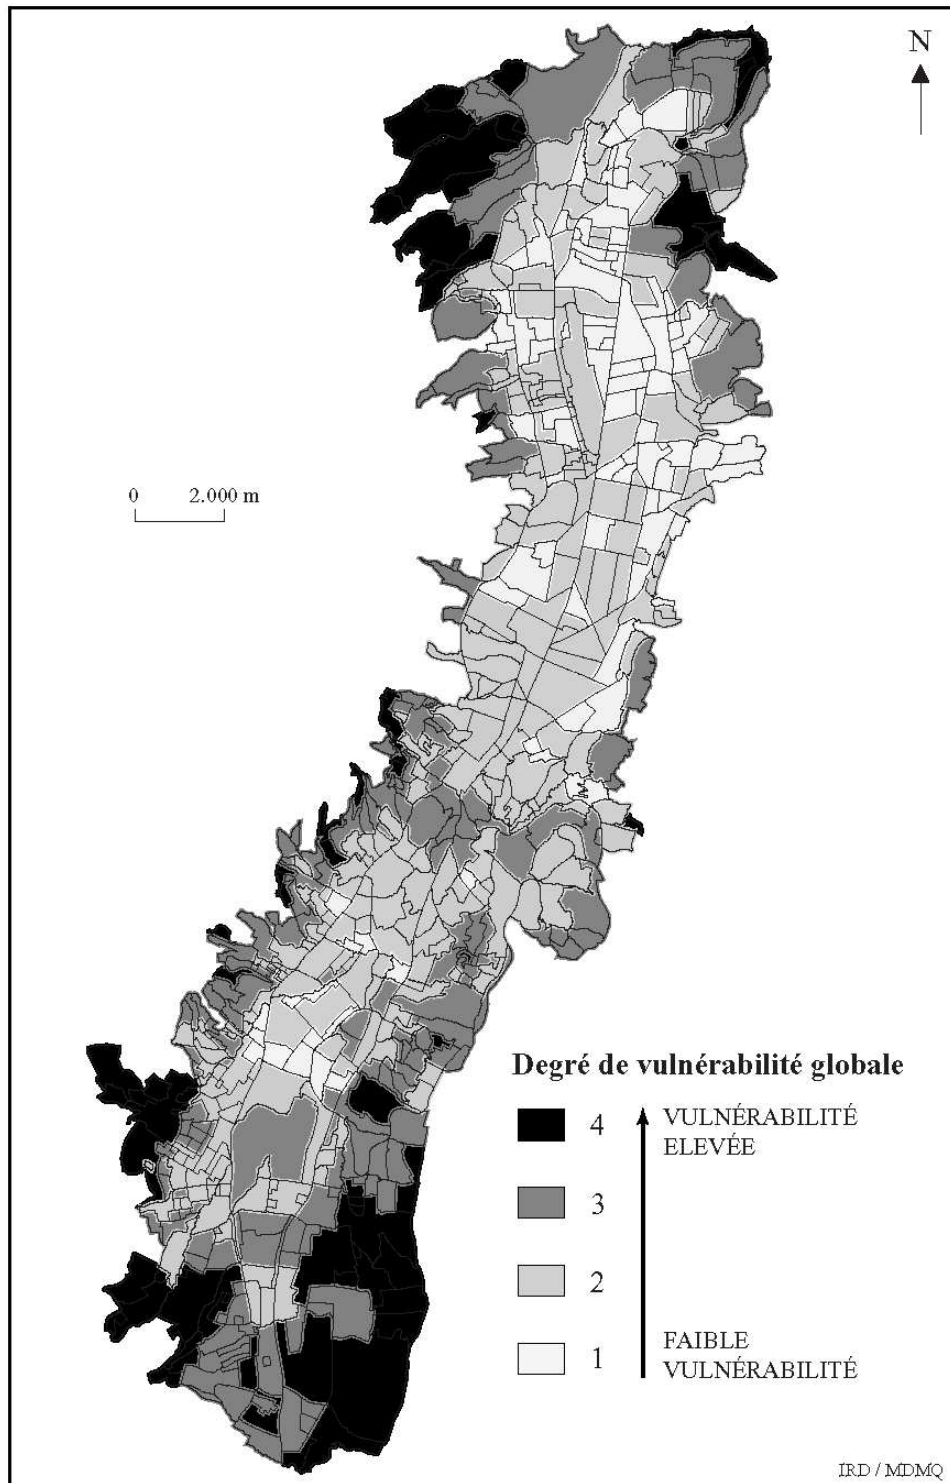 N
0 2.000 m
Degré de vulnérabilité globale
4 VULNÉRABILITÉ
ELEVÉE
3
2
1 FAIBLE
VULNÉRABILITÉ
IRD / MDMQ